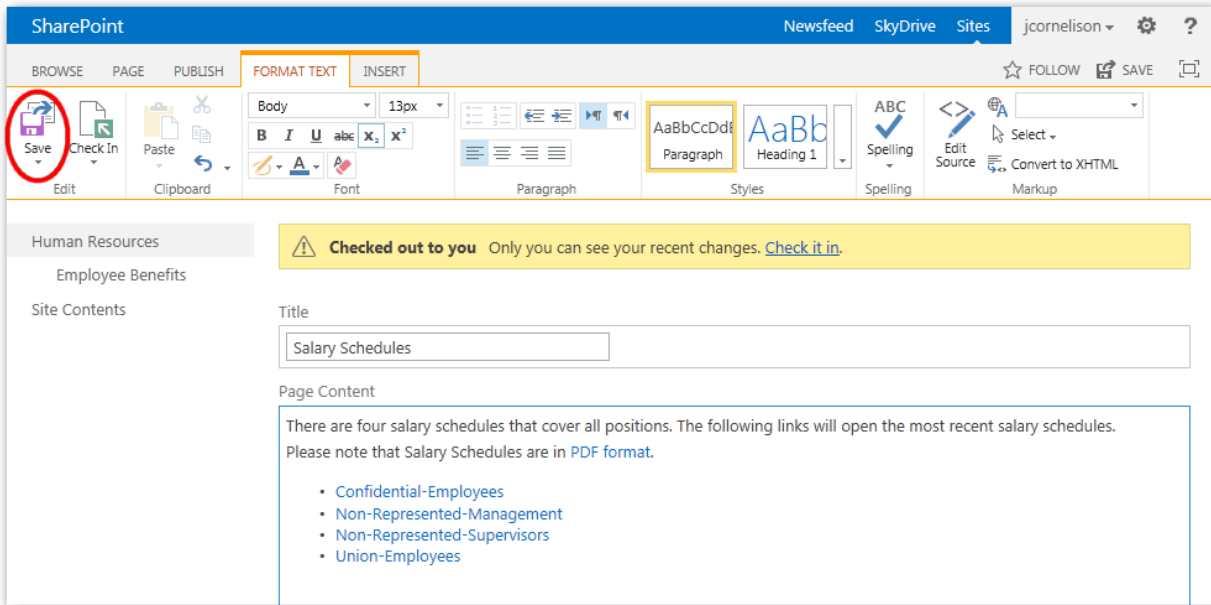 SharePoint
Newsfeed SkyDrive Sites jcornelison ?
BROWSE PAGE PUBLISH FORMAT TEXT INSERT FOLLOW SAVE
Save
Check In
Edit
Paste
Clipboard
Body 13px
B I U abc X₂ X²
A
Font
Paragraph
AaBbCcDdE
Paragraph
AaBb
Heading 1
Styles
ABC
Spelling
Spelling
Edit Source
Select
Convert to XHTML
Markup
Human Resources
Employee Benefits
Site Contents
Checked out to you Only you can see your recent changes. Check it in.
Title
Salary Schedules
Page Content
There are four salary schedules that cover all positions. The following links will open the most recent salary schedules.
Please note that Salary Schedules are in PDF format.
• Confidential-Employees
• Non-Represented-Management
• Non-Represented-Supervisors
• Union-Employees